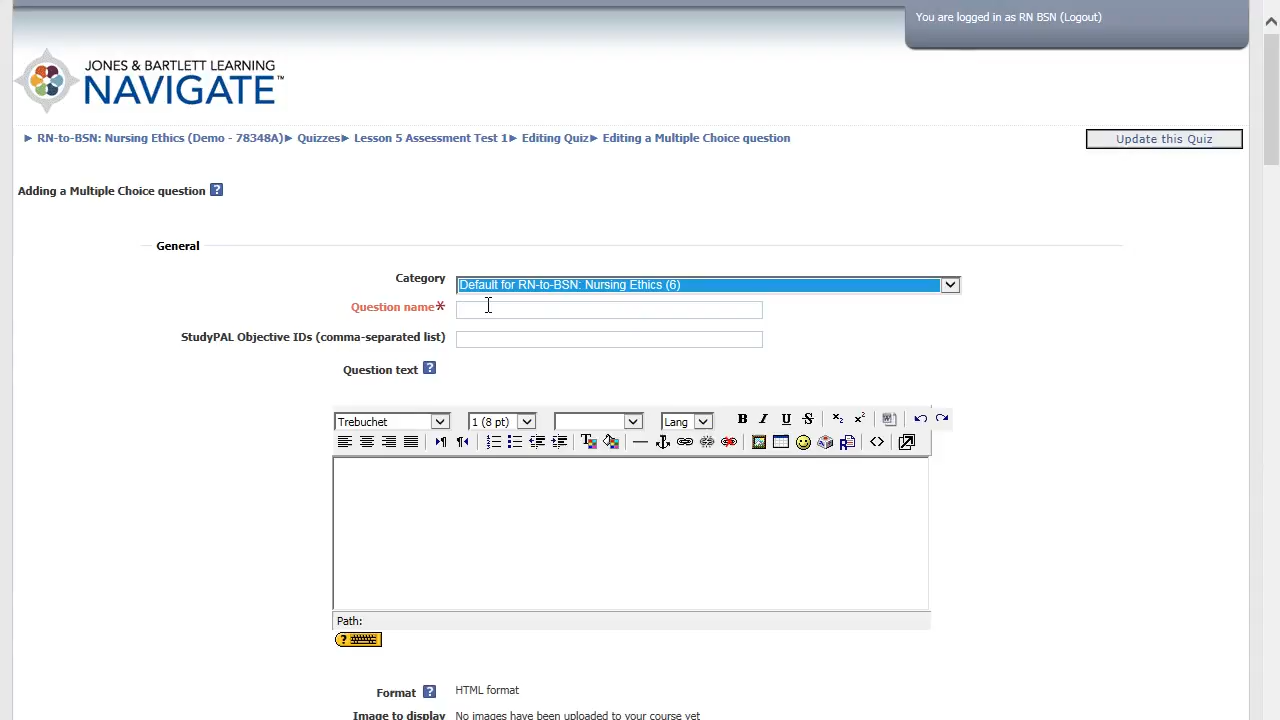 You are logged in as RN BSN (Logout)
JONES & BARTLETT LEARNING
NAVIGATE™
► RN-to-BSN: Nursing Ethics (Demo - 78348A)► Quizzes► Lesson 5 Assessment Test 1► Editing Quiz► Editing a Multiple Choice question
Update this Quiz
Adding a Multiple Choice question ?
General
Category
Default for RN-to-BSN: Nursing Ethics (6)
Question name*
StudyPAL Objective IDs (comma-separated list)
Question text ?
Trebuchet 1 (8 pt) Lang B I U S
Path:
?
Format ? HTML format
Image to display No images have been uploaded to your course yet